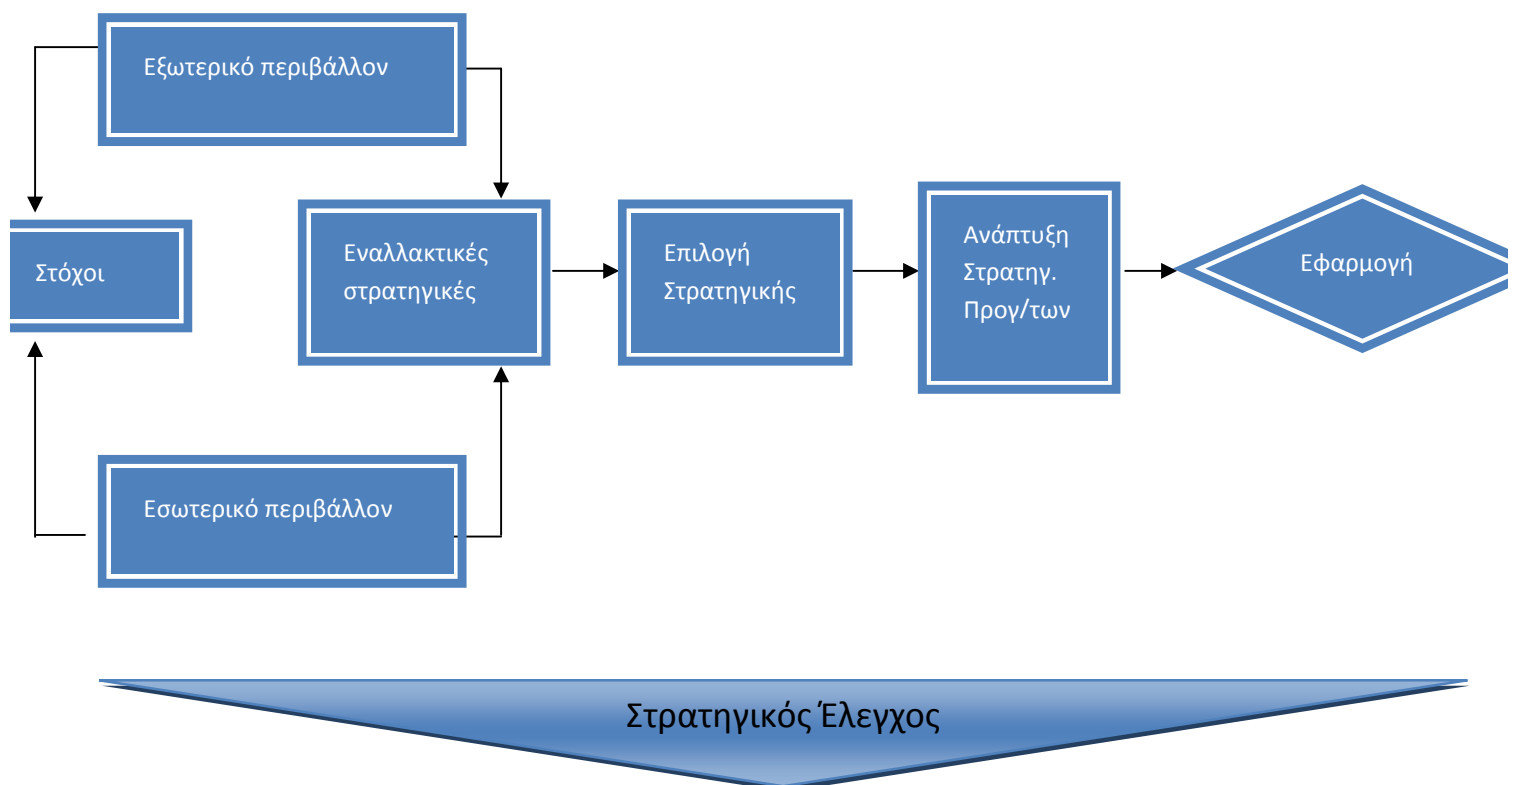 Εξωτερικό περιβάλλον
Στόχοι
Εναλλακτικές
στρατηγικές
Επιλογή
Στρατηγικής
Ανάπτυξη
Στρατηγ.
Προγ/των
Εφαρμογή
Εσωτερικό περιβάλλον
Στρατηγικός Έλεγχος